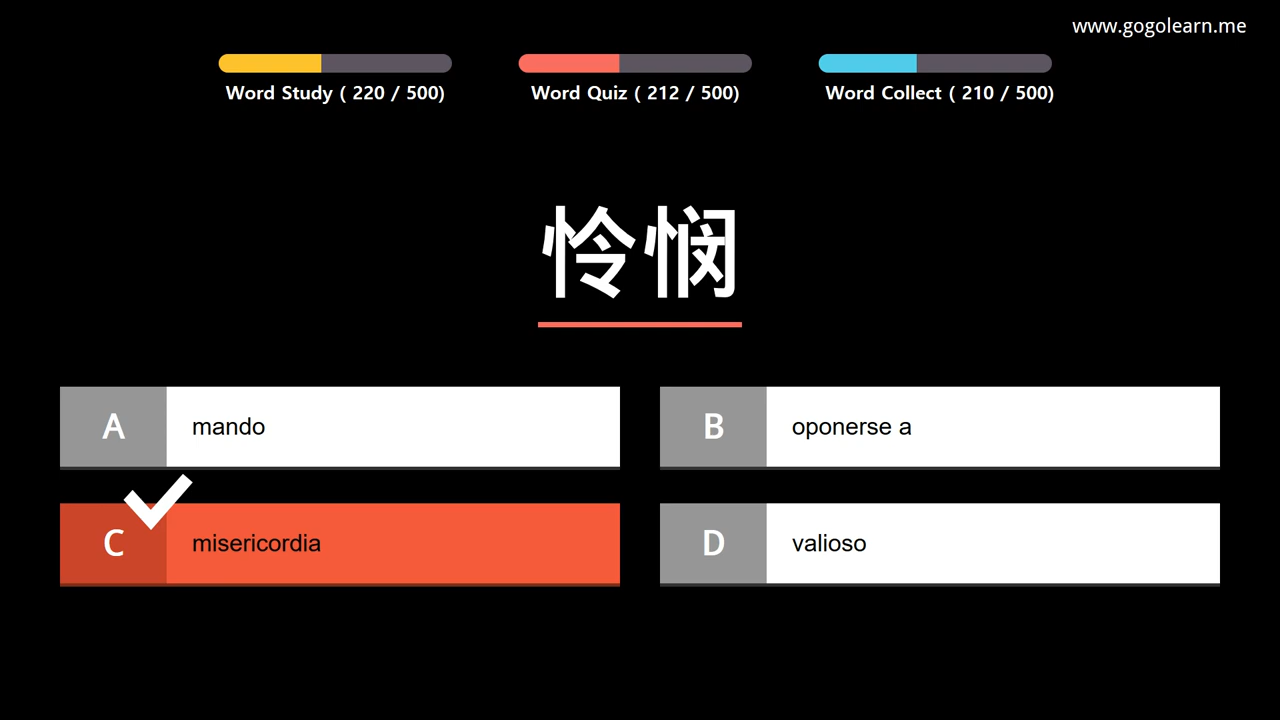 www.gogolearn.me
Word Study ( 220 / 500)
Word Quiz ( 212 / 500)
Word Collect ( 210 / 500)
怜悯
A
mando
B
oponerse a
C
misericordia
D
valioso